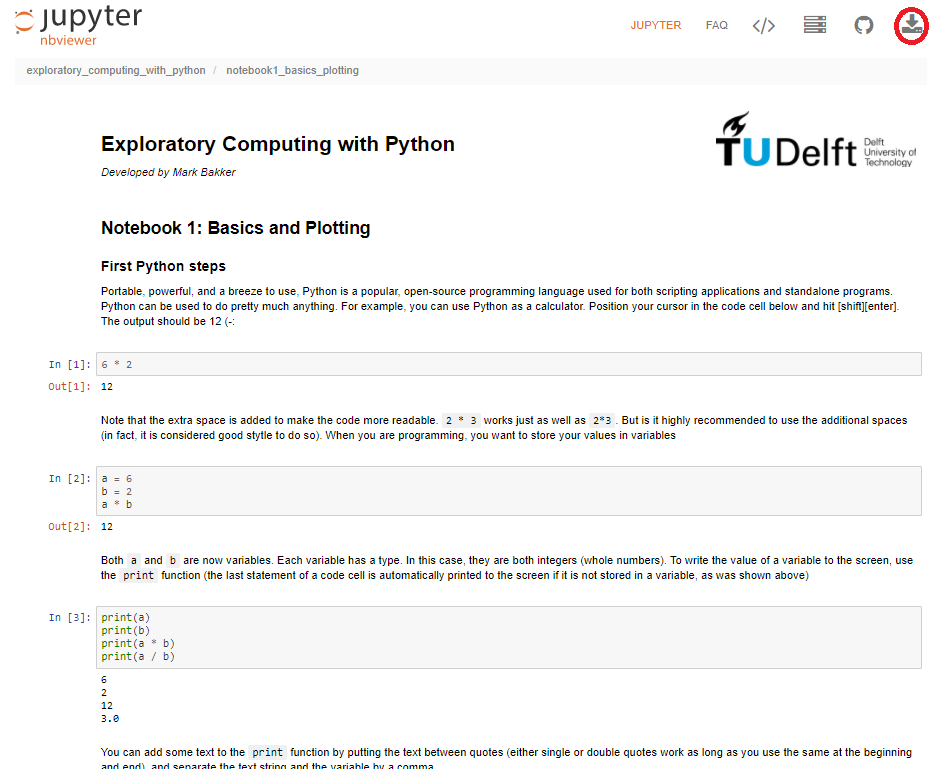 jupyter
nbviewer
JUPYTER FAQ </>
exploratory_computing_with_python / notebook1_basics_plotting
Exploratory Computing with Python
Developed by Mark Bakker
TUDelft Delft
University of
Technology
Notebook 1: Basics and Plotting
First Python steps
Portable, powerful, and a breeze to use, Python is a popular, open-source programming language used for both scripting applications and standalone programs.
Python can be used to do pretty much anything. For example, you can use Python as a calculator. Position your cursor in the code cell below and hit [shift][enter].
The output should be 12 (-:
In [1]: 6 * 2
Out[1]: 12
Note that the extra space is added to make the code more readable. 2 * 3 works just as well as 2*3 . But is it highly recommended to use the additional spaces
(in fact, it is considered good stytle to do so). When you are programming, you want to store your values in variables
In [2]: a = 6
b = 2
a * b
Out[2]: 12
Both a and b are now variables. Each variable has a type. In this case, they are both integers (whole numbers). To write the value of a variable to the screen, use
the print function (the last statement of a code cell is automatically printed to the screen if it is not stored in a variable, as was shown above)
In [3]: print(a)
print(b)
print(a * b)
print(a / b)
6
2
12
3.0
You can add some text to the print function by putting the text between quotes (either single or double quotes work as long as you use the same at the beginning
and end), and separate the text string and the variable by a comma